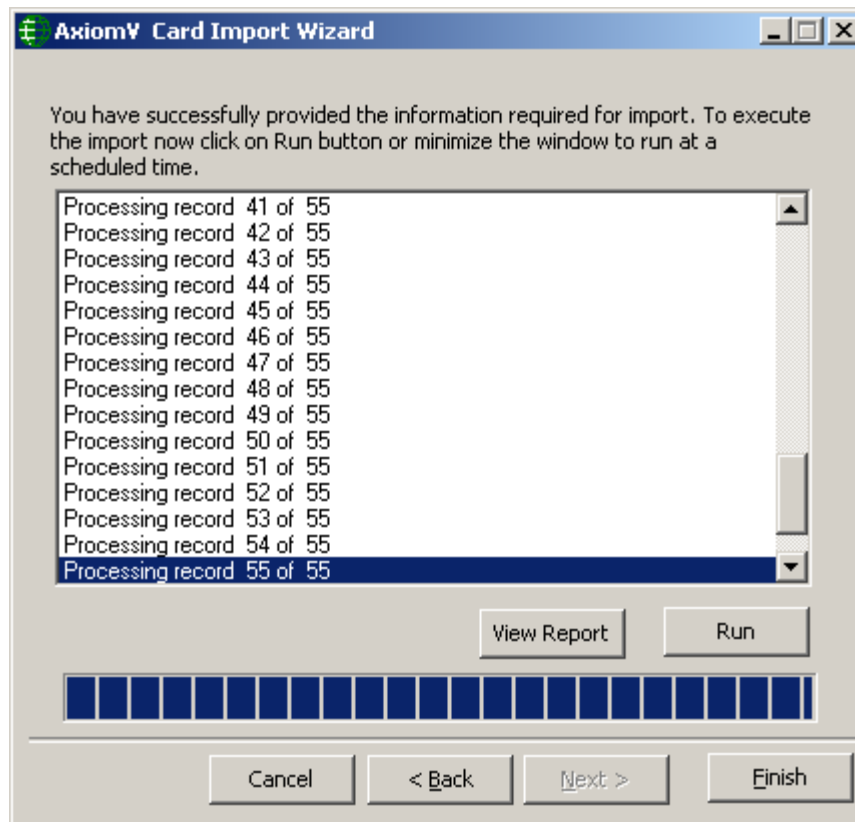 AxiomV Card Import Wizard
You have successfully provided the information required for import. To execute
the import now click on Run button or minimize the window to run at a
scheduled time.
Processing record 41 of 55
Processing record 42 of 55
Processing record 43 of 55
Processing record 44 of 55
Processing record 45 of 55
Processing record 46 of 55
Processing record 47 of 55
Processing record 48 of 55
Processing record 49 of 55
Processing record 50 of 55
Processing record 51 of 55
Processing record 52 of 55
Processing record 53 of 55
Processing record 54 of 55
Processing record 55 of 55
View Report Run
Cancel < Back Next > Finish